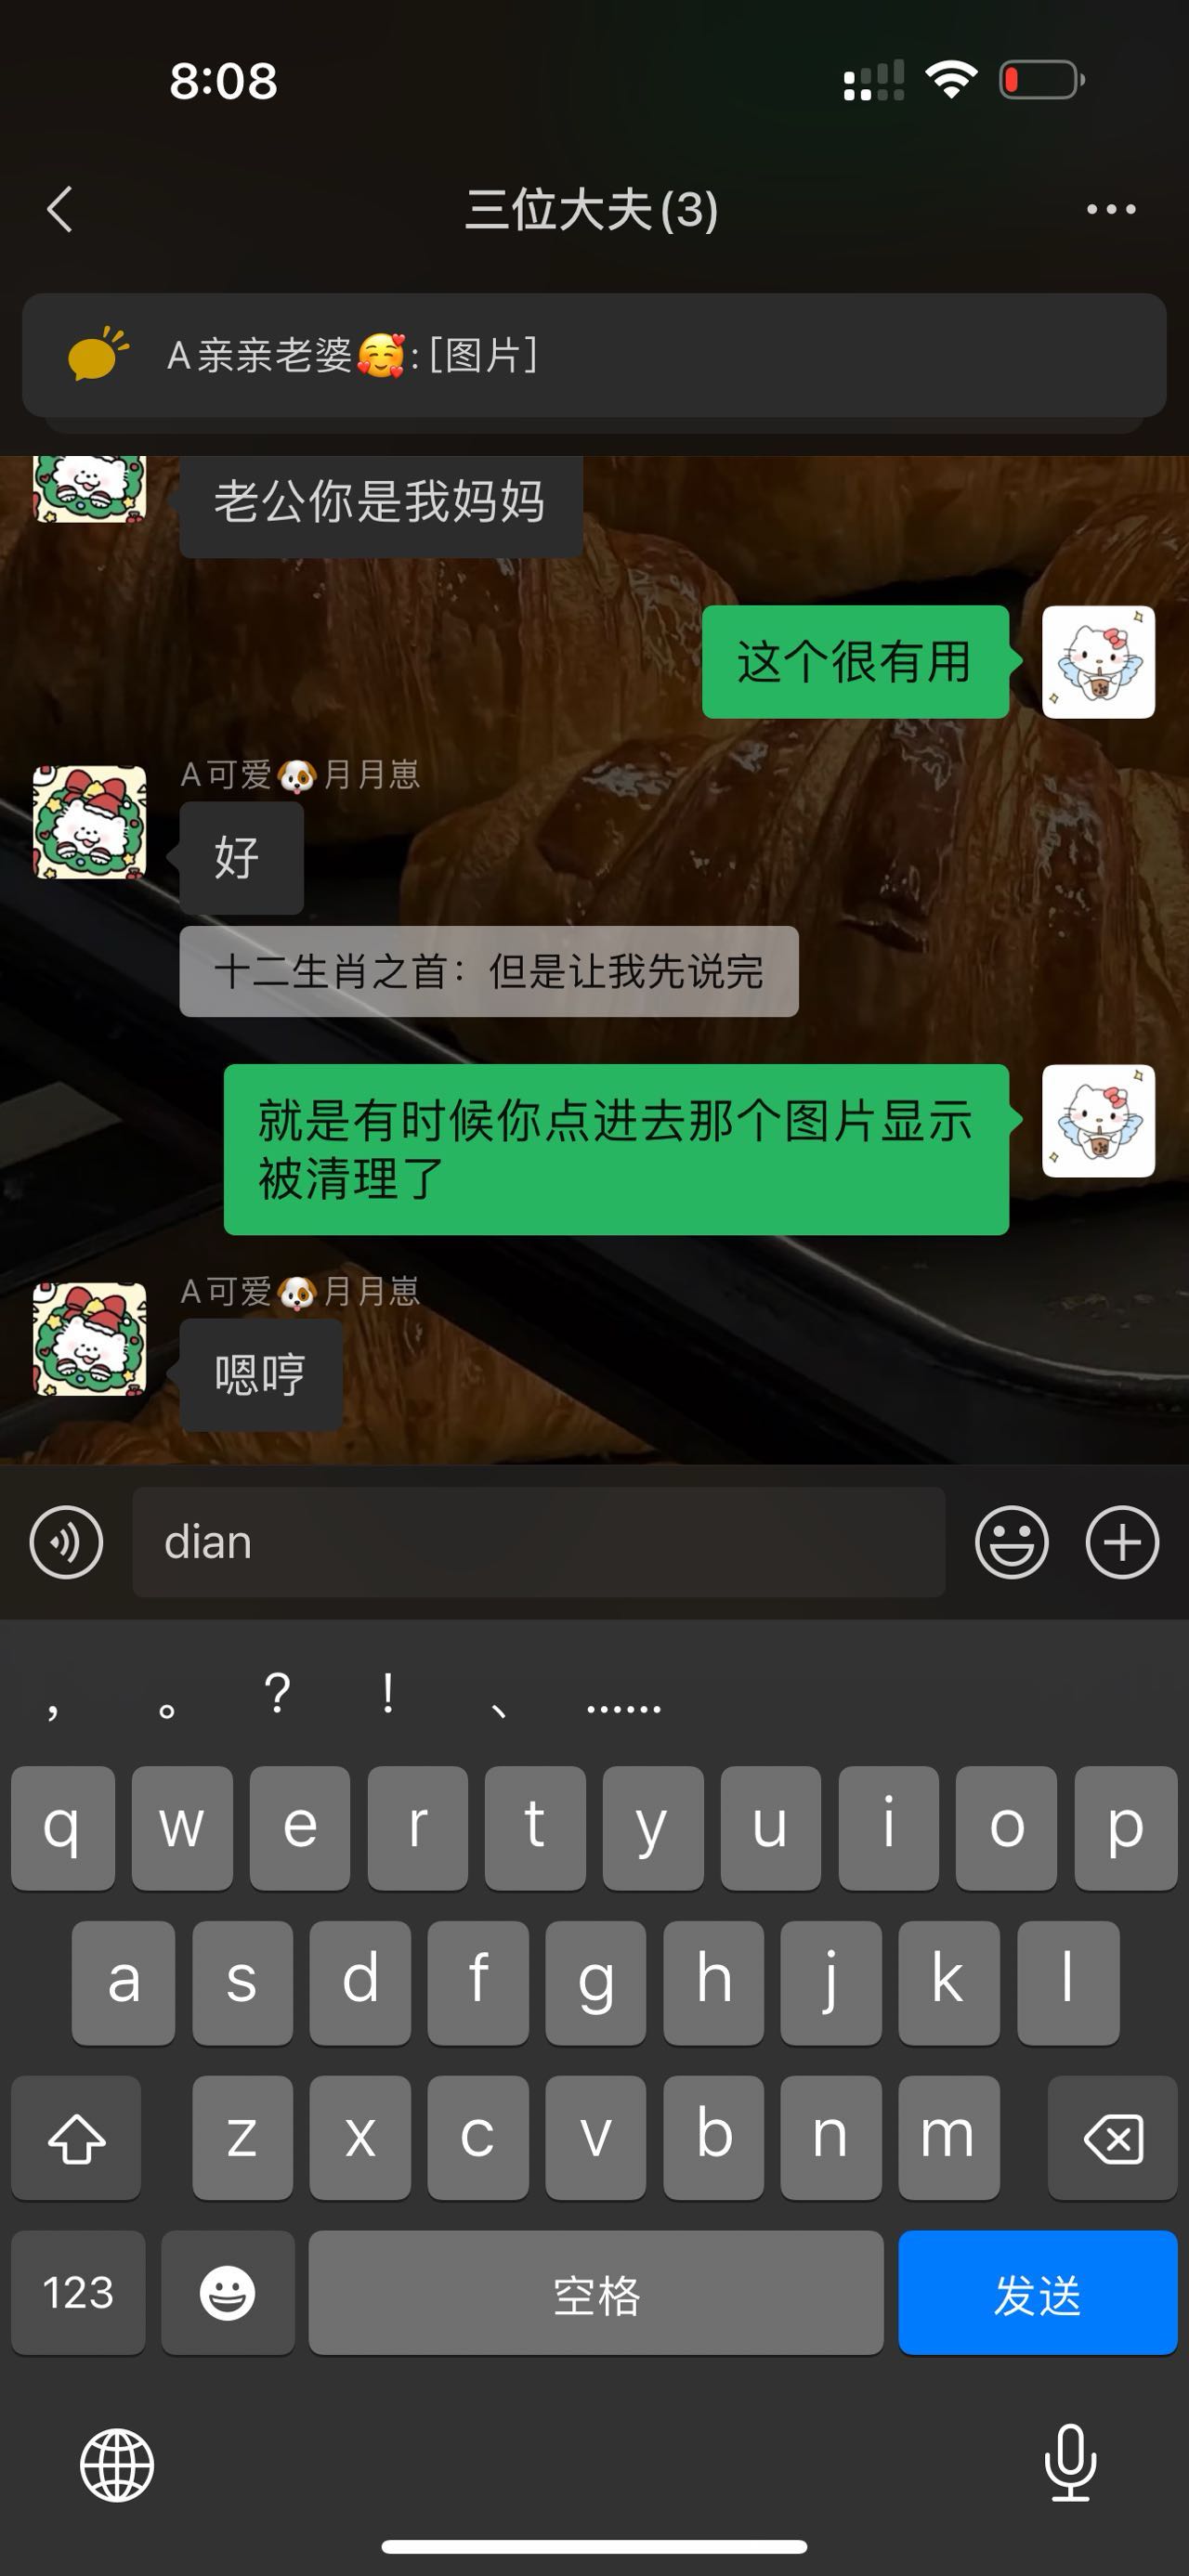 8:08
三位大夫(3)
A亲亲老婆🥰:[图片]
老公你是我妈妈
这个很有用
A可爱🐶月月崽
好
十二生肖之首：但是让我先说完
就是有时候你点进去那个图片显示
被清理了
A可爱🐶月月崽
嗯哼
dian
， 。 ？ ！ 、 ......
q w e r t y u i o p
a s d f g h j k l
z x c v b n m
123 空格 发送